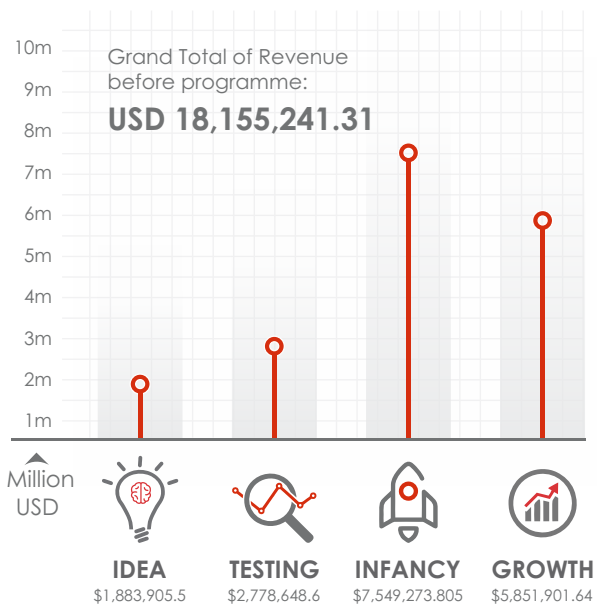 10m
9m
8m
7m
6m
5m
4m
3m
2m
1m
Grand Total of Revenue
before programme:
USD 18,155,241.31
Million
USD
IDEA
$1,883,905.5
TESTING
$2,778,648.6
INFANCY
$7,549,273.805
GROWTH
$5,851,901.64